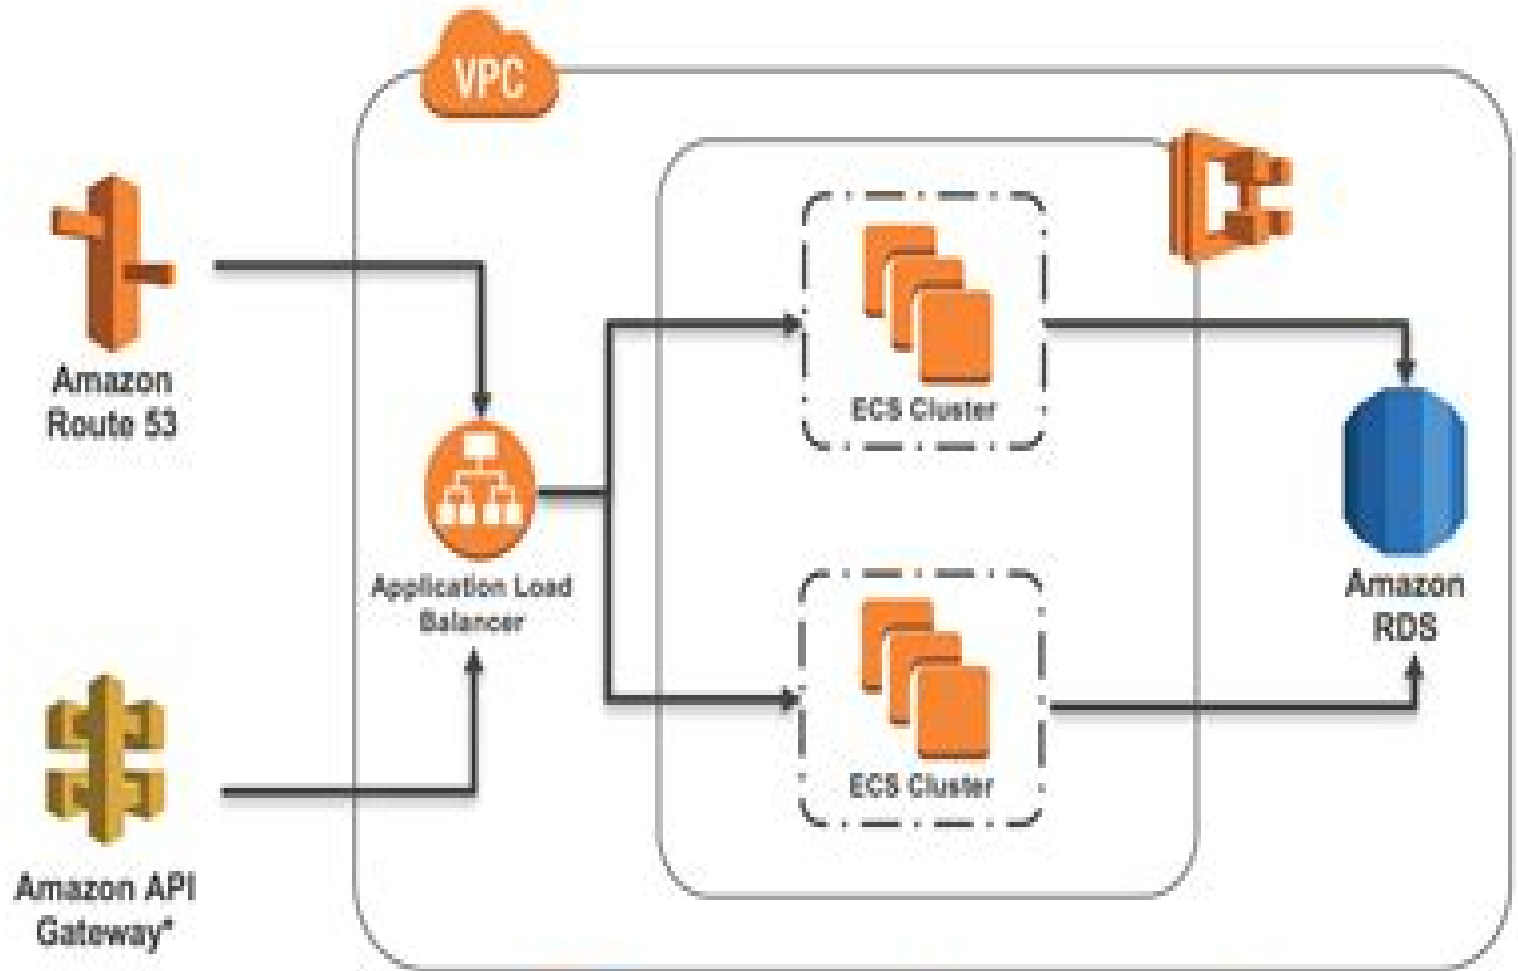 VPC
Amazon
Route 53
ECS Cluster
Application Load
Balancer
Amazon
RDS
ECS Cluster
Amazon API
Gateway*